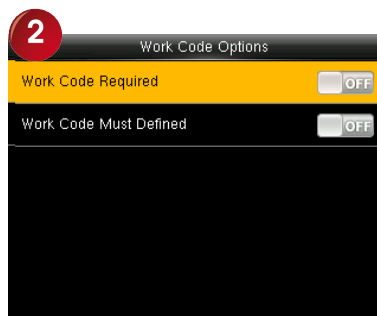 2
Work Code Options
Work Code Required OFF
Work Code Must Defined OFF